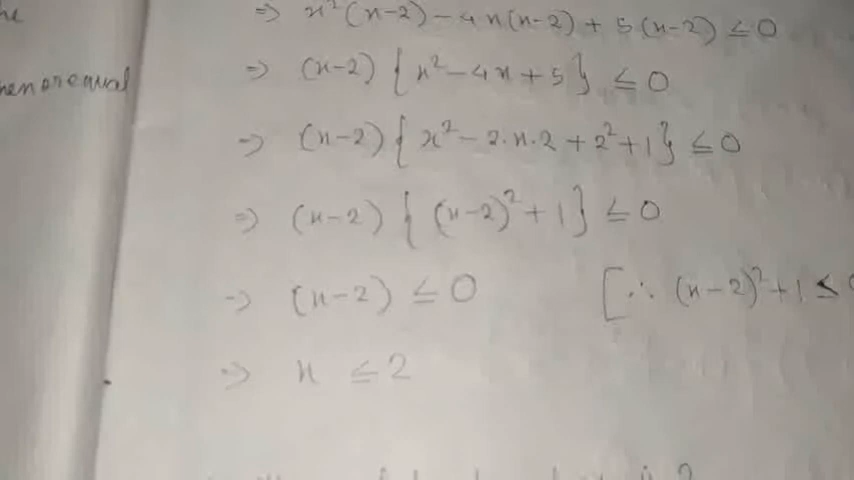 ⇒ x²(x-2) - 4x(x-2) + 5(x-2) ≤ 0
⇒ (x-2) { x² - 4x + 5 } ≤ 0
⇒ (x-2) { x² - 2·x·2 + 2² + 1 } ≤ 0
⇒ (x-2) { (x-2)² + 1 } ≤ 0
⇒ (x-2) ≤ 0 [∴ (x-2)² + 1 ≤ 0
⇒ x ≤ 2